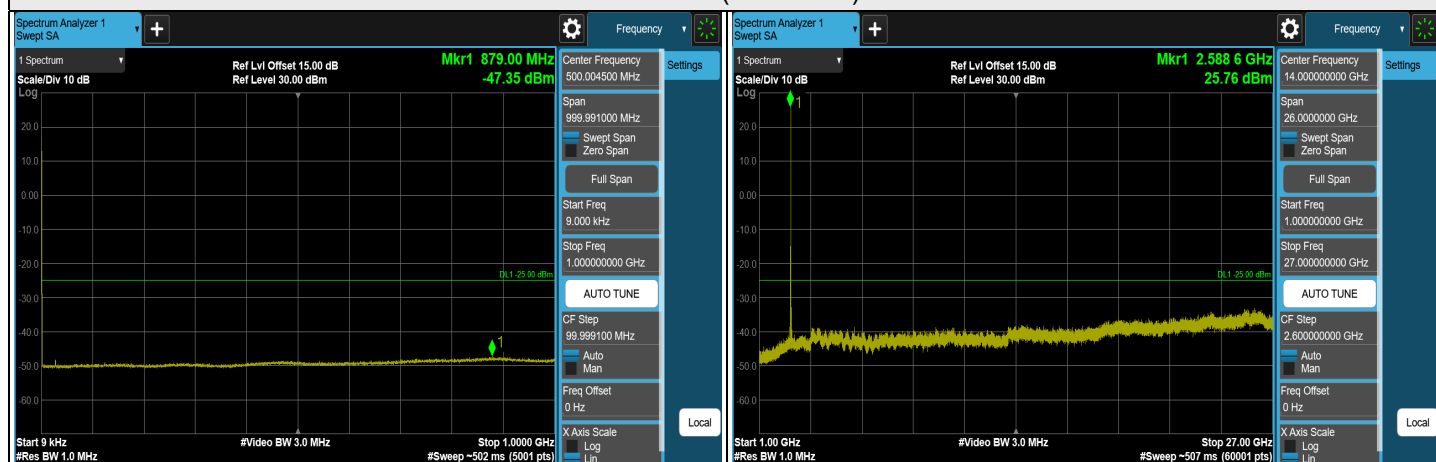 Spectrum Analyzer 1
Swept SA
+
Frequency
1 Spectrum
Scale/Div 10 dB
Log
Ref Lvl Offset 15.00 dB
Ref Level 30.00 dBm
Mkr1 879.00 MHz
-47.35 dBm
20.0
10.0
0.00
-10.0
-20.0
-30.0
-40.0
-50.0
-60.0
DL1 -25.00 dBm
1
Start 9 kHz
#Res BW 1.0 MHz
#Video BW 3.0 MHz
Stop 1.0000 GHz
#Sweep ~502 ms (5001 pts)
Center Frequency
500.004500 MHz
Span
999.991000 MHz
Swept Span
Zero Span
Full Span
Start Freq
9.000 kHz
Stop Freq
1.000000000 GHz
AUTO TUNE
CF Step
99.999100 MHz
Auto
Man
Freq Offset
0 Hz
X Axis Scale
Log
Lin
Settings
Local
Spectrum Analyzer 1
Swept SA
+
Frequency
1 Spectrum
Scale/Div 10 dB
Log
Ref Lvl Offset 15.00 dB
Ref Level 30.00 dBm
Mkr1 2.588 6 GHz
25.76 dBm
1
20.0
10.0
0.00
-10.0
-20.0
-30.0
-40.0
-50.0
-60.0
DL1 -25.00 dBm
Start 1.00 GHz
#Res BW 1.0 MHz
#Video BW 3.0 MHz
Stop 27.00 GHz
#Sweep ~507 ms (60001 pts)
Center Frequency
14.000000000 GHz
Span
26.0000000 GHz
Swept Span
Zero Span
Full Span
Start Freq
1.000000000 GHz
Stop Freq
27.000000000 GHz
AUTO TUNE
CF Step
2.600000000 GHz
Auto
Man
Freq Offset
0 Hz
X Axis Scale
Log
Lin
Settings
Local